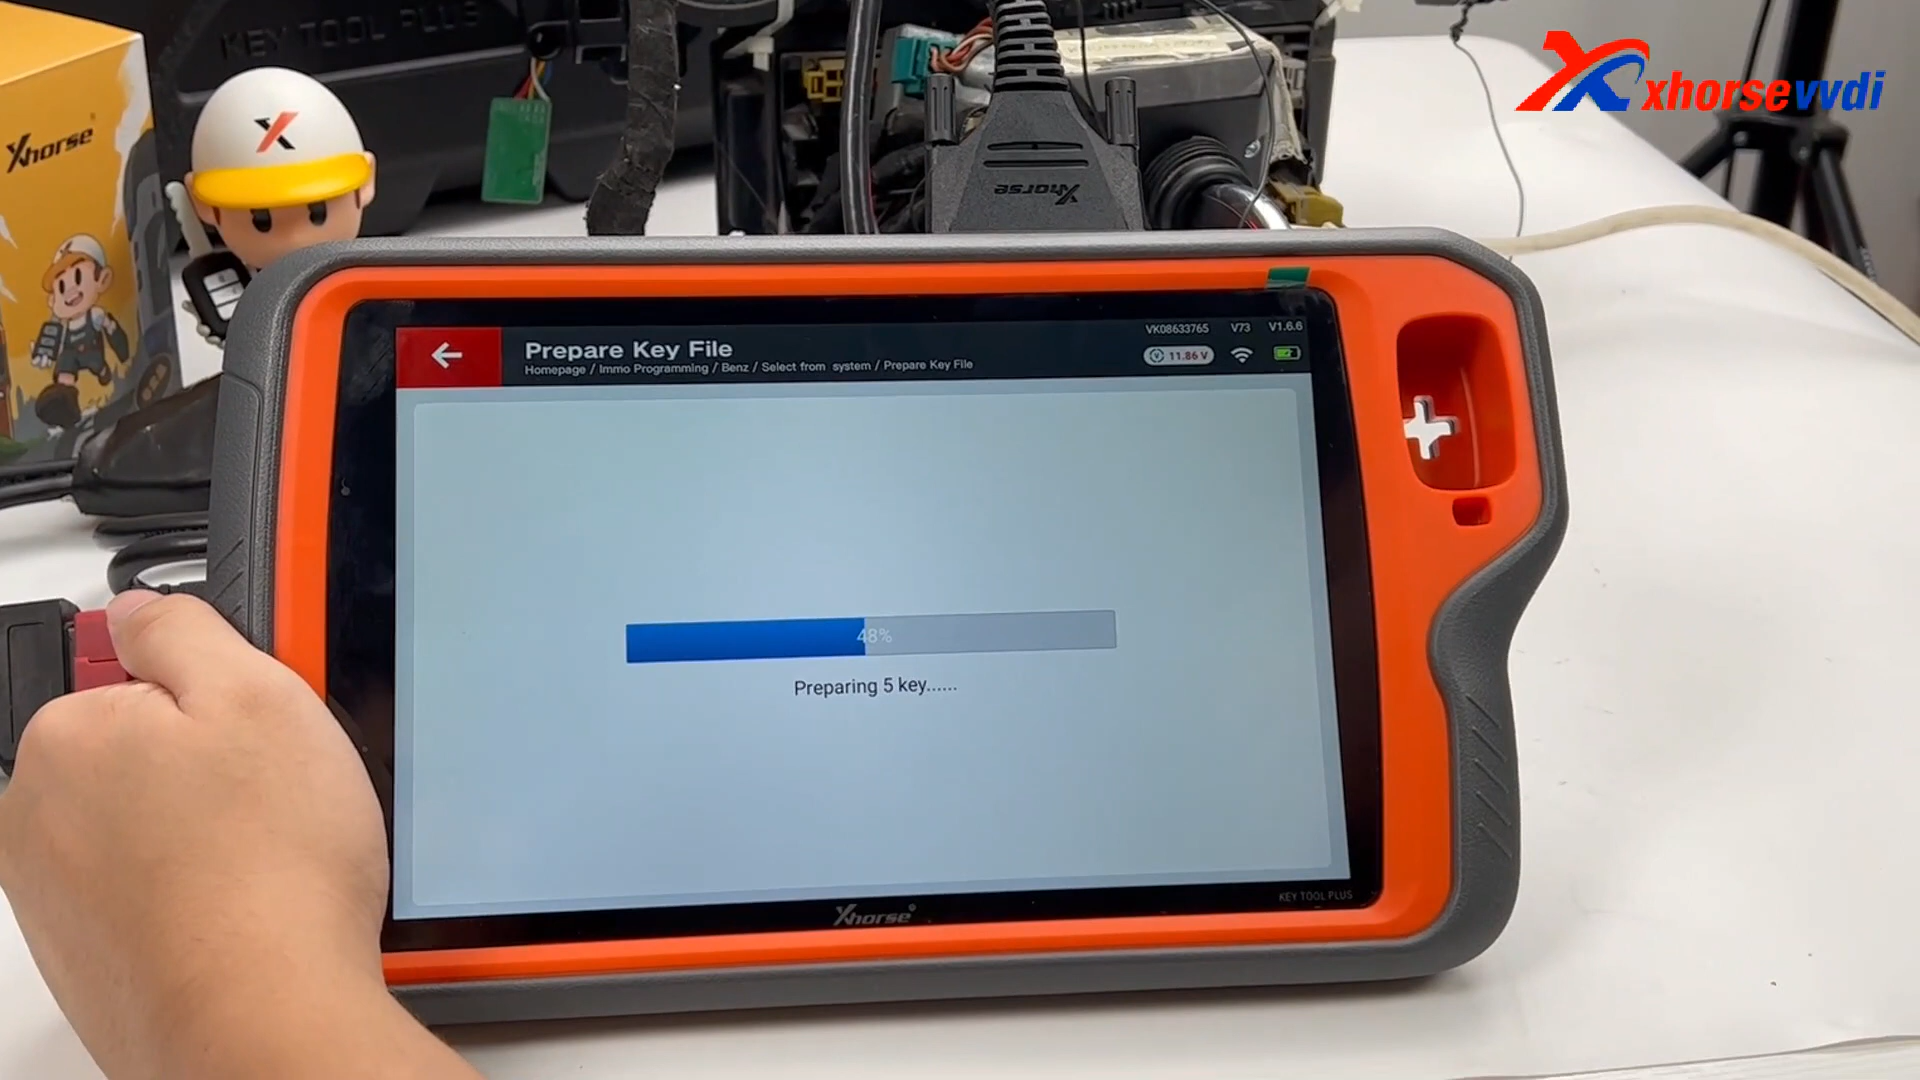 KEY TOOL PLUS
xhorsevvdi
Xhorse
Xhorse
Prepare Key File
Homepage / Immo Programming / Benz / Select from system / Prepare Key File
VK08633765 V73 V1.6.6
11.86 V
48%
Preparing 5 key......
KEY TOOL PLUS
Xhorse